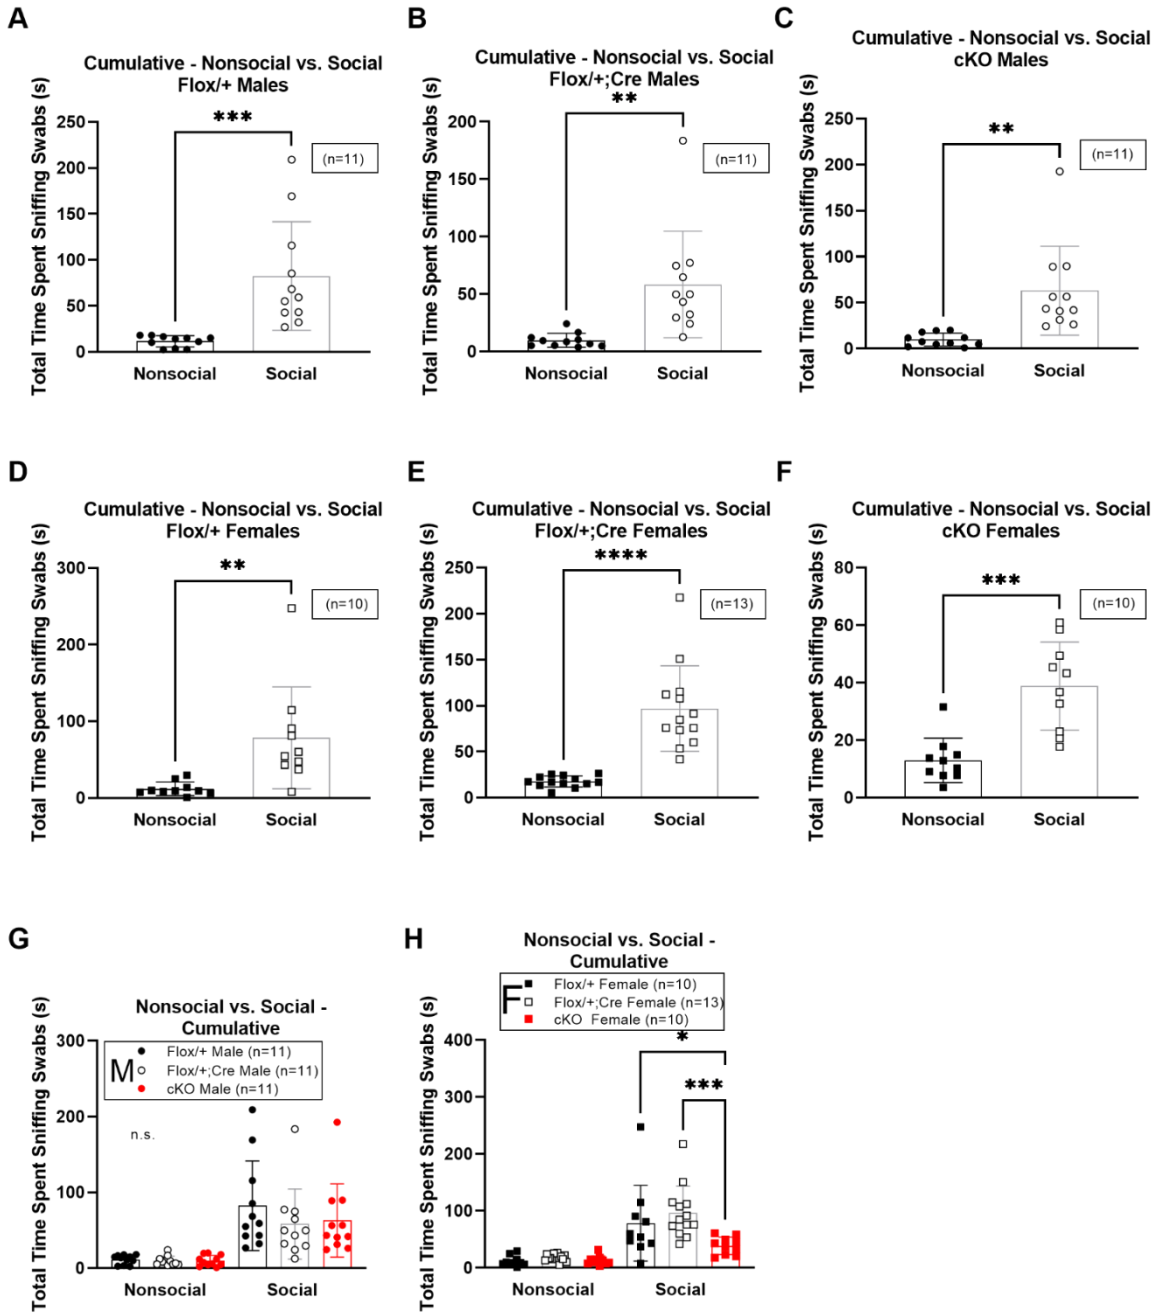 A
Cumulative - Nonsocial vs. Social
Flox/+ Males
Total Time Spent Sniffing Swabs (s)
250
200
150
100
50
0
***
(n=11)
Nonsocial
Social
B
Cumulative - Nonsocial vs. Social
Flox/+;Cre Males
Total Time Spent Sniffing Swabs (s)
200
150
100
50
0
**
(n=11)
Nonsocial
Social
C
Cumulative - Nonsocial vs. Social
cKO Males
Total Time Spent Sniffing Swabs (s)
250
200
150
100
50
0
**
(n=11)
Nonsocial
Social
D
Cumulative - Nonsocial vs. Social
Flox/+ Females
Total Time Spent Sniffing Swabs (s)
300
200
100
0
**
(n=10)
Nonsocial
Social
E
Cumulative - Nonsocial vs. Social
Flox/+;Cre Females
Total Time Spent Sniffing Swabs (s)
250
200
150
100
50
0
****
(n=13)
Nonsocial
Social
F
Cumulative - Nonsocial vs. Social
cKO Females
Total Time Spent Sniffing Swabs (s)
80
60
40
20
0
***
(n=10)
Nonsocial
Social
G
Nonsocial vs. Social -
Cumulative
Total Time Spent Sniffing Swabs (s)
300
200
100
0
M
Flox/+ Male (n=11)
Flox/+;Cre Male (n=11)
cKO Male (n=11)
n.s.
Nonsocial
Social
H
Nonsocial vs. Social -
Cumulative
F
Flox/+ Female (n=10)
Flox/+;Cre Female (n=13)
cKO Female (n=10)
Total Time Spent Sniffing Swabs (s)
400
300
200
100
0
*
***
Nonsocial
Social